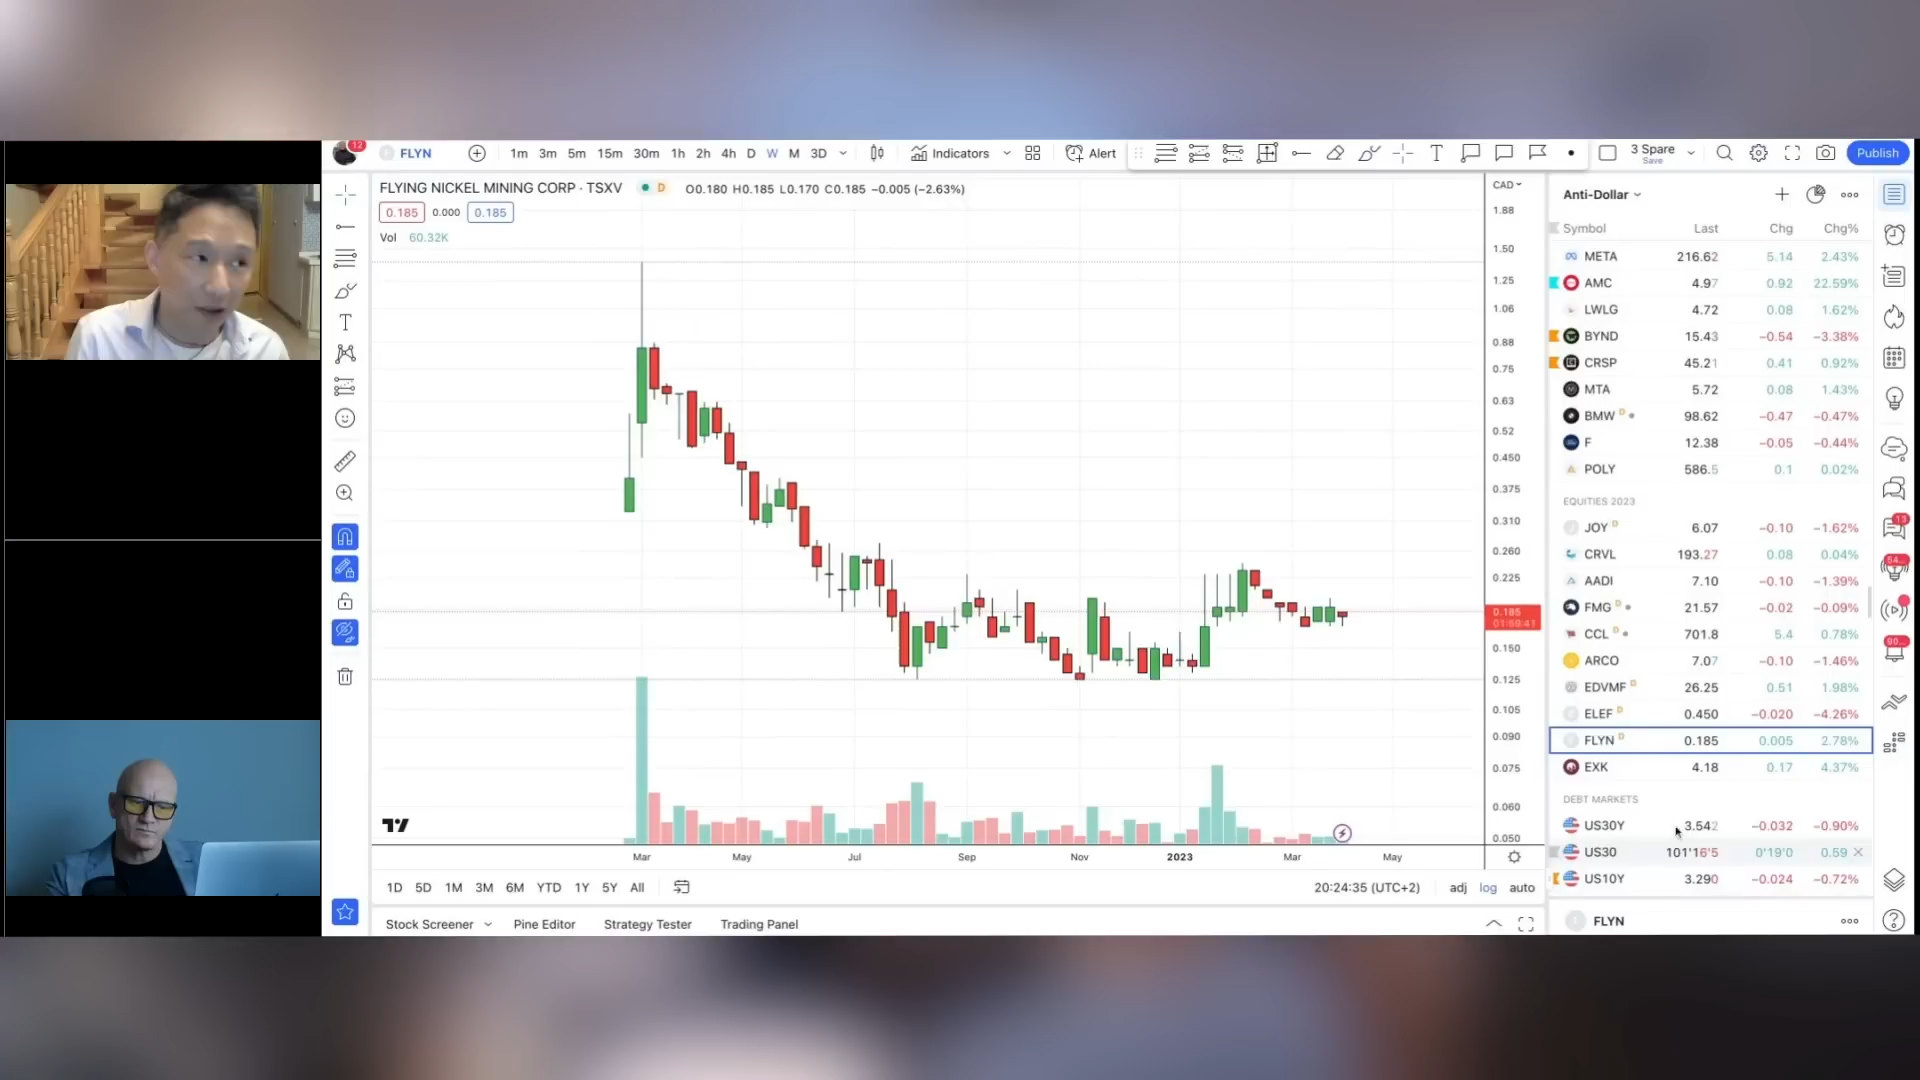 12 FLYN 1m 3m 5m 15m 30m 1h 2h 4h D W M 3D Indicators Alert T 3 Spare Save Publish
FLYING NICKEL MINING CORP · TSXV D O0.180 H0.185 L0.170 C0.185 −0.005 (−2.63%)
0.185 0.000 0.185
Vol 60.32K
CAD
1.88
1.50
1.25
1.06
0.88
0.75
0.63
0.52
0.450
0.375
0.310
0.260
0.225
0.185
01:59:41
0.150
0.125
0.105
0.090
0.075
0.060
0.050
Mar May Jul Sep Nov 2023 Mar May
1D 5D 1M 3M 6M YTD 1Y 5Y All 20:24:35 (UTC+2) adj log auto
Stock Screener Pine Editor Strategy Tester Trading Panel
Anti-Dollar
Symbol Last Chg Chg%
META 216.62 5.14 2.43%
AMC 4.97 0.92 22.59%
LWLG 4.72 0.08 1.62%
BYND 15.43 −0.54 −3.38%
CRSP 45.21 0.41 0.92%
MTA 5.72 0.08 1.43%
BMW D 98.62 −0.47 −0.47%
F 12.38 −0.05 −0.44%
POLY 586.5 0.1 0.02%
EQUITIES 2023
JOY D 6.07 −0.10 −1.62%
CRVL 193.27 0.08 0.04%
AADI 7.10 −0.10 −1.39%
FMG D 21.57 −0.02 −0.09%
CCL D 701.8 5.4 0.78%
ARCO 7.07 −0.10 −1.46%
EDVMF D 26.25 0.51 1.98%
ELEF D 0.450 −0.020 −4.26%
FLYN D 0.185 0.005 2.78%
EXK 4.18 0.17 4.37%
DEBT MARKETS
US30Y 3.542 −0.032 −0.90%
US30 101'16'5 0'19'0 0.59
US10Y 3.290 −0.024 −0.72%
FLYN
13
54...
90...